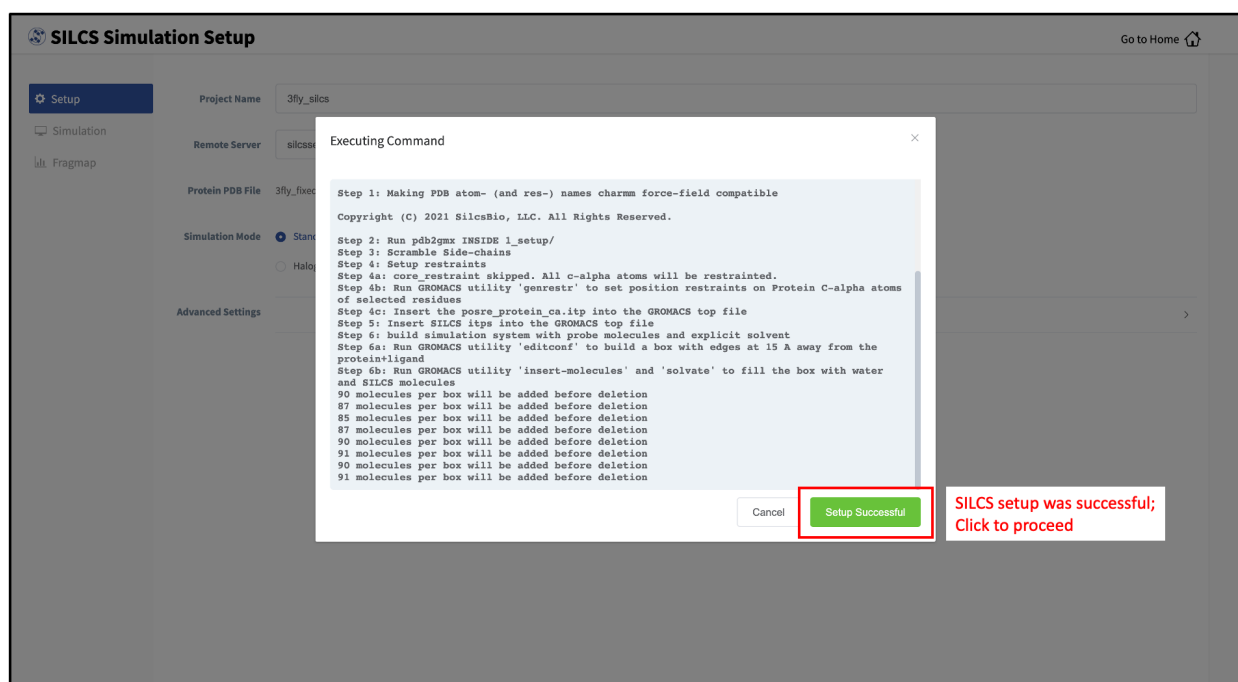 SILCS Simulation Setup
Go to Home
Setup
Simulation
Fragmap
Project Name
3fly_silcs
Remote Server
Protein PDB File
Simulation Mode
Advanced Settings
Executing Command
Step 1: Making PDB atom- (and res-) names charmm force-field compatible
Copyright (C) 2021 SilcsBio, LLC. All Rights Reserved.
Step 2: Run pdb2gmx INSIDE 1_setup/
Step 3: Scramble Side-chains
Step 4: Setup restraints
Step 4a: core_restraint skipped. All c-alpha atoms will be restrainted.
Step 4b: Run GROMACS utility 'genrestr' to set position restraints on Protein C-alpha atoms
of selected residues
Step 4c: Insert the posre_protein_ca.itp into the GROMACS top file
Step 5: Insert SILCS itps into the GROMACS top file
Step 6: build simulation system with probe molecules and explicit solvent
Step 6a: Run GROMACS utility 'editconf' to build a box with edges at 15 A away from the
protein+ligand
Step 6b: Run GROMACS utility 'insert-molecules' and 'solvate' to fill the box with water
and SILCS molecules
90 molecules per box will be added before deletion
87 molecules per box will be added before deletion
85 molecules per box will be added before deletion
87 molecules per box will be added before deletion
90 molecules per box will be added before deletion
91 molecules per box will be added before deletion
90 molecules per box will be added before deletion
91 molecules per box will be added before deletion
Cancel
Setup Successful
SILCS setup was successful;
Click to proceed